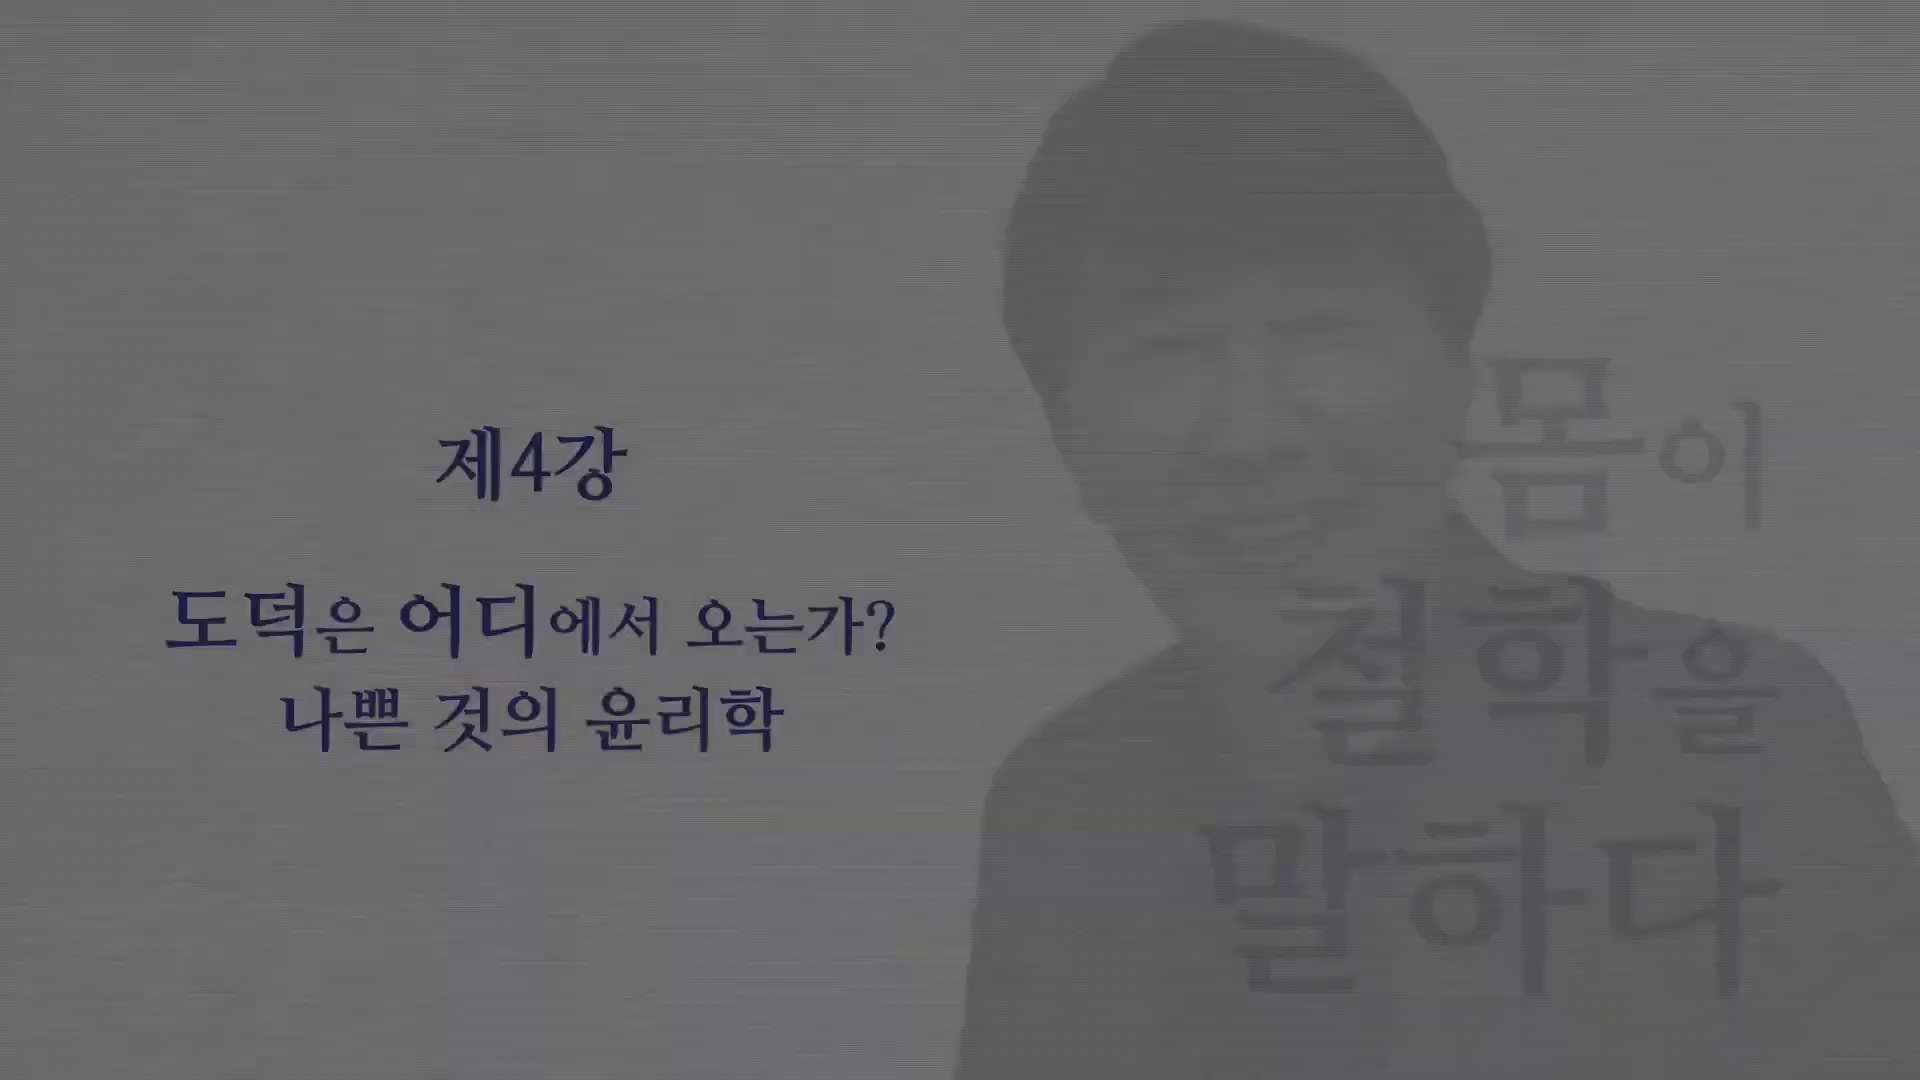 제4강
도덕은 어디에서 오는가?
나쁜 것의 윤리학
몸이
철학을
말하다